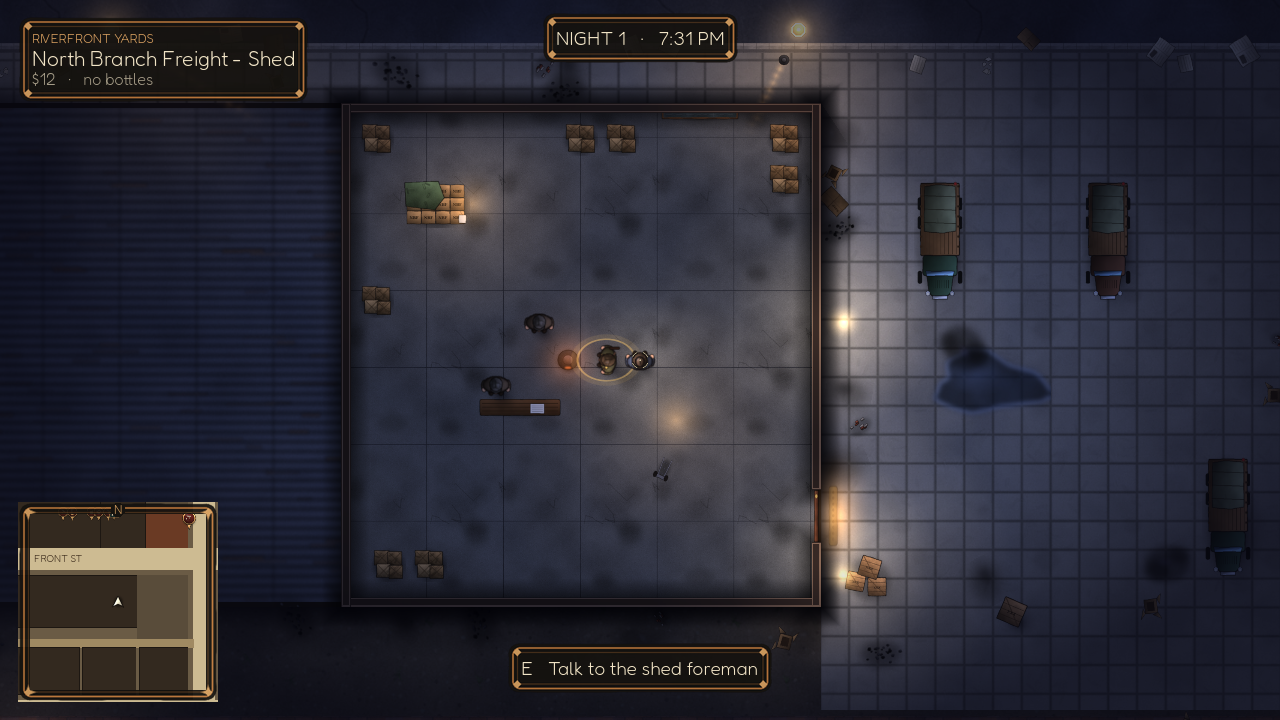 RIVERFRONT YARDS
North Branch Freight - Shed
$12 · no bottles
NIGHT 1 · 7:31 PM
N
FRONT ST
E Talk to the shed foreman